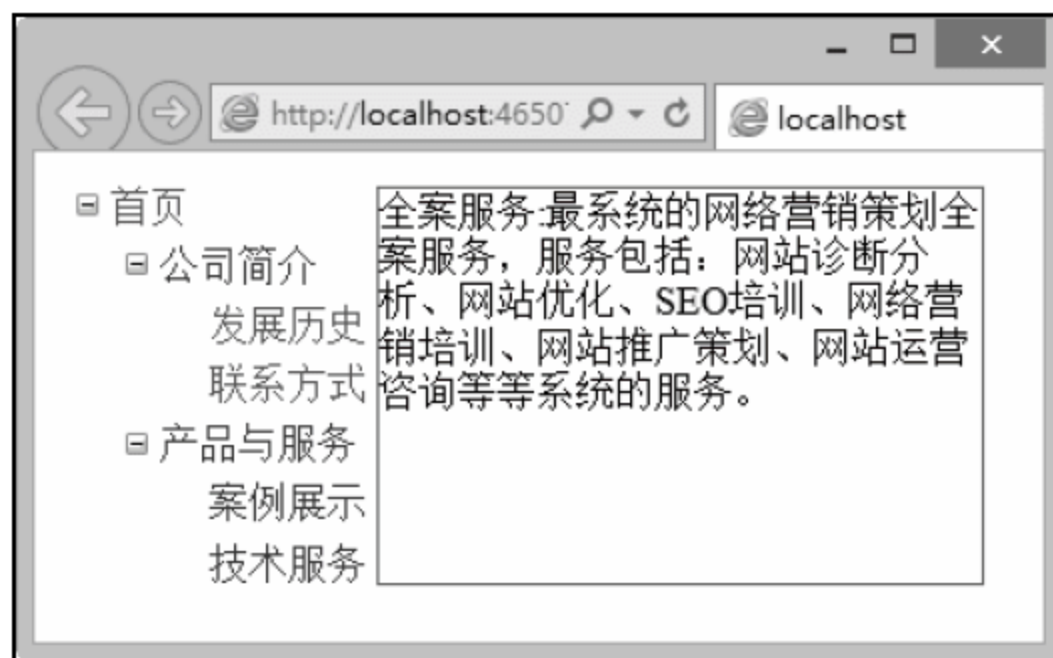 http://localhost:4650
localhost
首页
公司简介
发展历史
联系方式
产品与服务
案例展示
技术服务
全案服务:最系统的网络营销策划全
案服务，服务包括：网站诊断分
析、网站优化、SEO培训、网络营
销培训、网站推广策划、网站运营
咨询等等系统的服务。